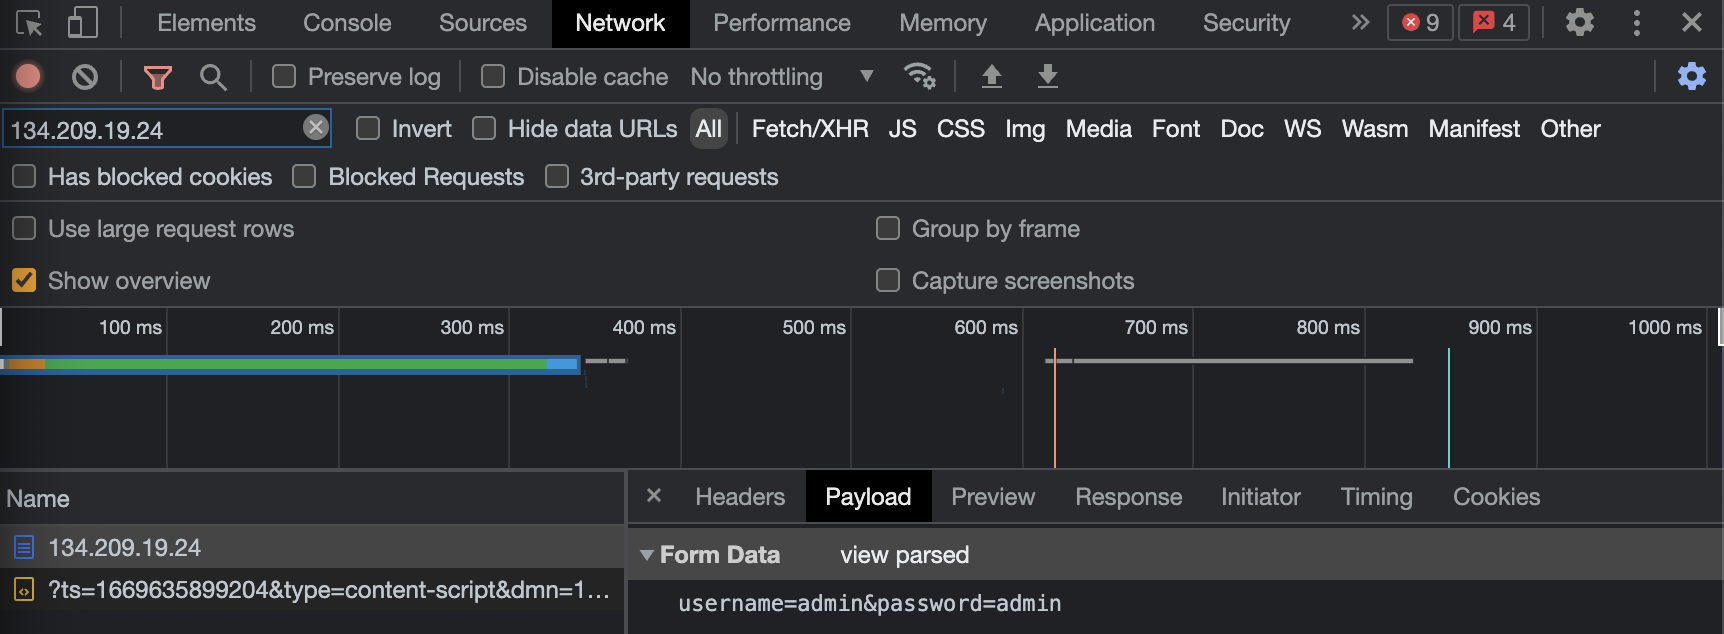 Elements Console Sources Network Performance Memory Application Security » 9 4
Preserve log Disable cache No throttling
134.209.19.24 Invert Hide data URLs All Fetch/XHR JS CSS Img Media Font Doc WS Wasm Manifest Other
Has blocked cookies Blocked Requests 3rd-party requests
Use large request rows Group by frame
Show overview Capture screenshots
100 ms 200 ms 300 ms 400 ms 500 ms 600 ms 700 ms 800 ms 900 ms 1000 ms
Name Headers Payload Preview Response Initiator Timing Cookies
134.209.19.24 Form Data view parsed
?ts=1669635899204&type=content-script&dmn=1... username=admin&password=admin